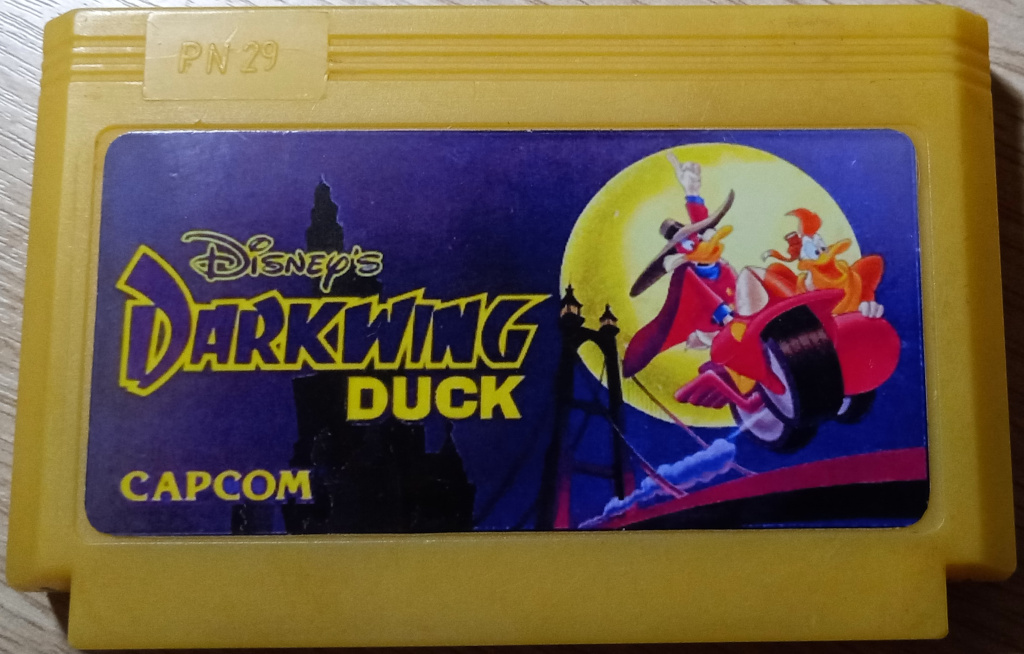 PN 29
Disney's
DARKWING
DUCK
CAPCOM